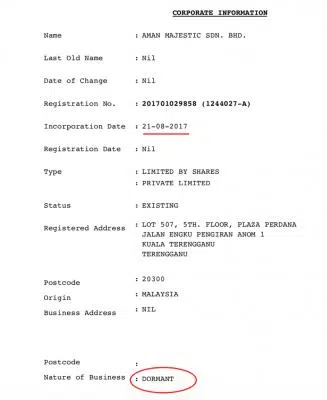 CORPORATE INFORMATION
Name : AMAN MAJESTIC SDN. BHD.
Last Old Name : Nil
Date of Change : Nil
Registration No. : 201701029858 (1244027-A)
Incorporation Date : 21-08-2017
Registration Date : Nil
Type : LIMITED BY SHARES
: PRIVATE LIMITED
Status : EXISTING
Registered Address : LOT 507, 5TH. FLOOR, PLAZA PERDANA
JALAN ENGKU PENGIRAN ANOM 1
KUALA TERENGGANU
TERENGGANU
Postcode : 20300
Origin : MALAYSIA
Business Address : NIL
Postcode :
Nature of Business : DORMANT